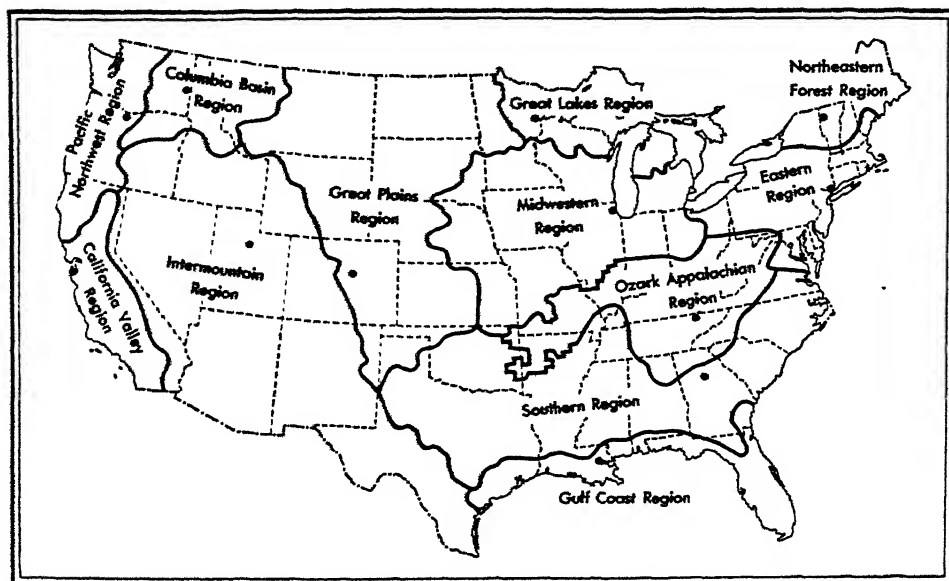 Columbia Basin
Region
Pacific
Northwest Region
Great Lakes Region
Northeastern
Forest Region
Great Plains
Region
Midwestern
Region
Eastern
Region
California Valley
Region
Intermountain
Region
Ozark Appalachian
Region
Southern Region
Gulf Coast Region